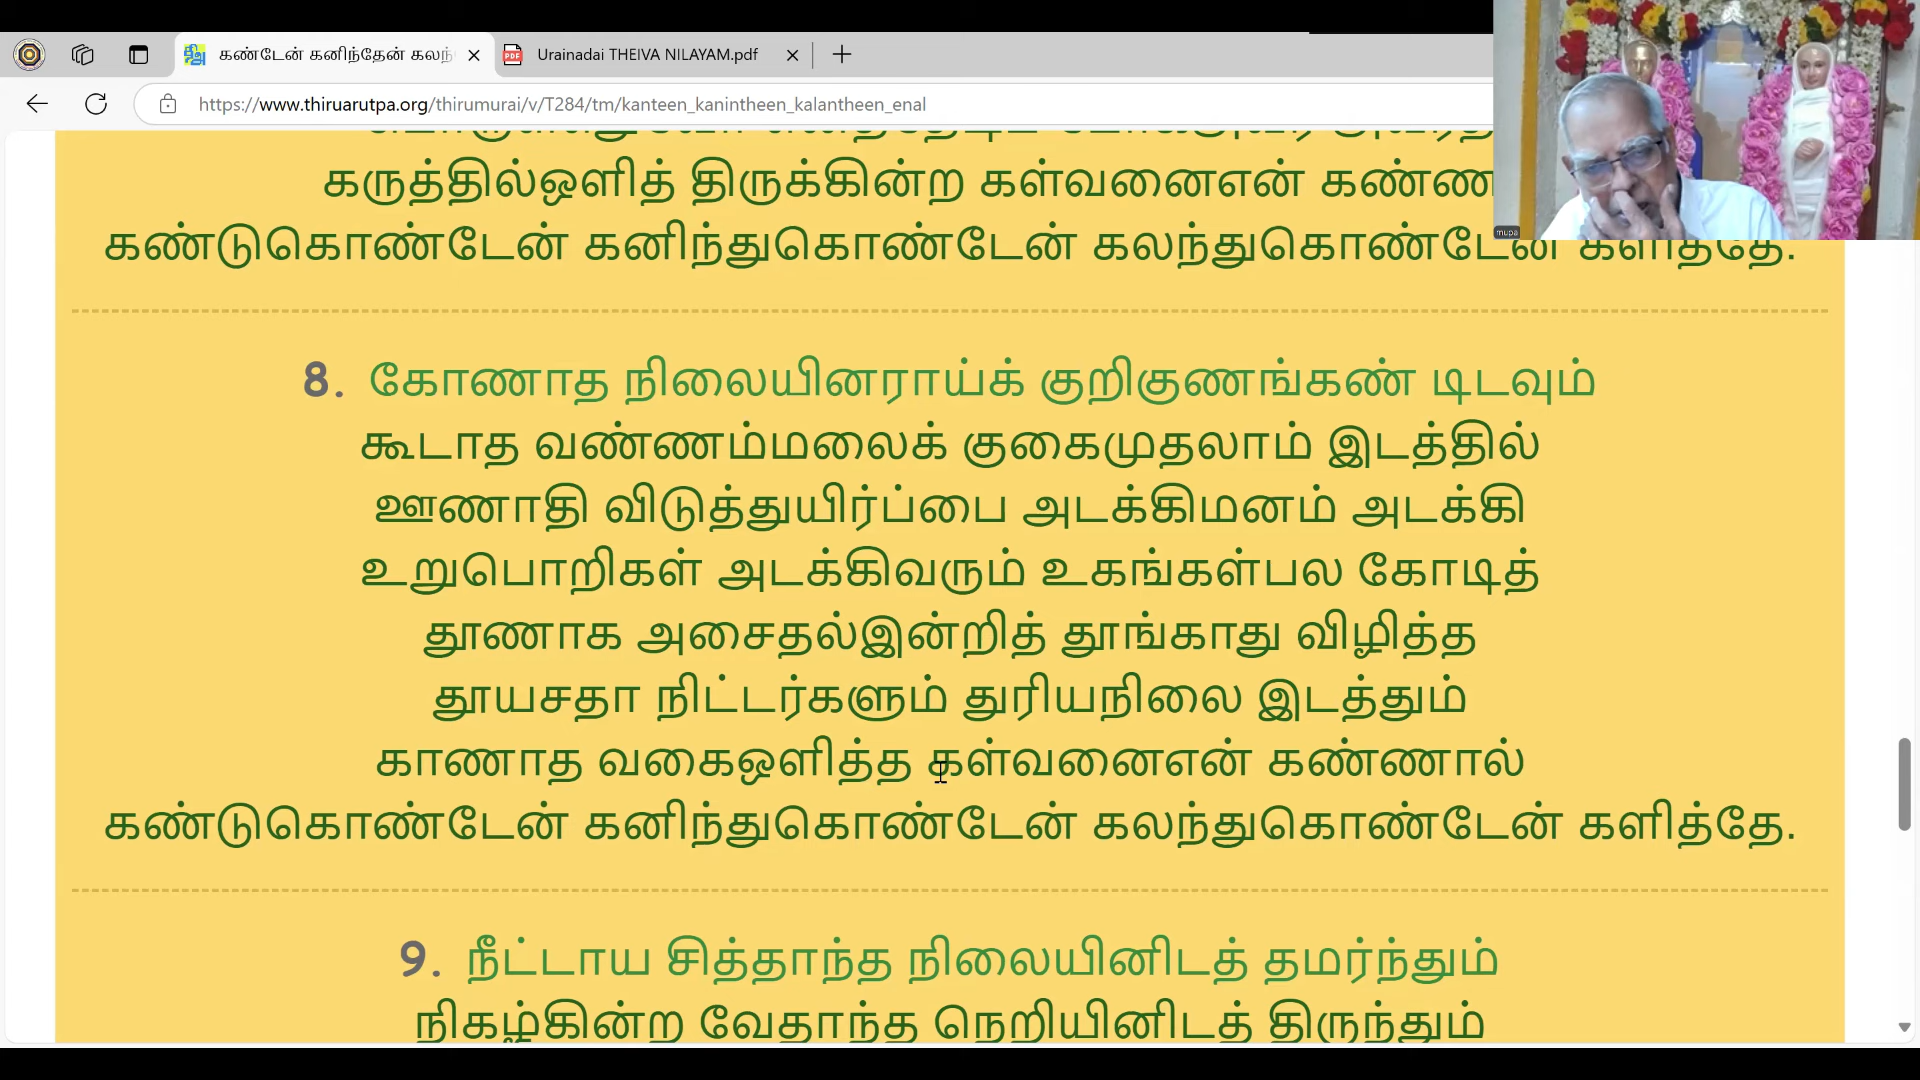 கண்டேன் கனிந்தேன் கலந்
Urainadai THEIVA NILAYAM.pdf
https://www.thiruarutpa.org/thirumurai/v/T284/tm/kanteen_kanintheen_kalantheen_enal
கருத்தில்ஒளித் திருக்கின்ற கள்வனைஎன் கண்ண
கண்டுகொண்டேன் கனிந்துகொண்டேன் கலந்துகொண்டேன் களித்தே.
8. கோணாத நிலையினராய்க் குறிகுணங்கண் டிடவும்
கூடாத வண்ணம்மலைக் குகைமுதலாம் இடத்தில்
ஊணாதி விடுத்துயிர்ப்பை அடக்கிமனம் அடக்கி
உறுபொறிகள் அடக்கிவரும் உகங்கள்பல கோடித்
தூணாக அசைதல்இன்றித் தூங்காது விழித்த
தூயசதா நிட்டர்களும் துரியநிலை இடத்தும்
காணாத வகைஒளித்த கள்வனைஎன் கண்ணால்
கண்டுகொண்டேன் கனிந்துகொண்டேன் கலந்துகொண்டேன் களித்தே.
9. நீட்டாய சித்தாந்த நிலையினிடத் தமர்ந்தும்
நிகழ்கின்ற வேதாந்த நெறியினிடத் திருந்தும்
mupa